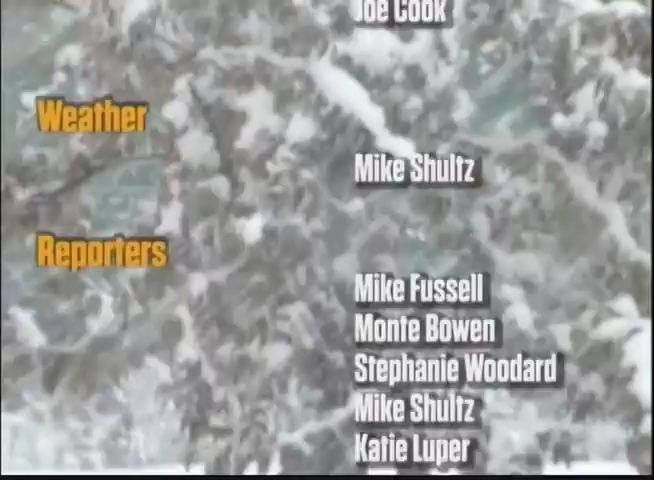 Joe Cook
Weather
Mike Shultz
Reporters
Mike Fussell
Monte Bowen
Stephanie Woodard
Mike Shultz
Katie Luper